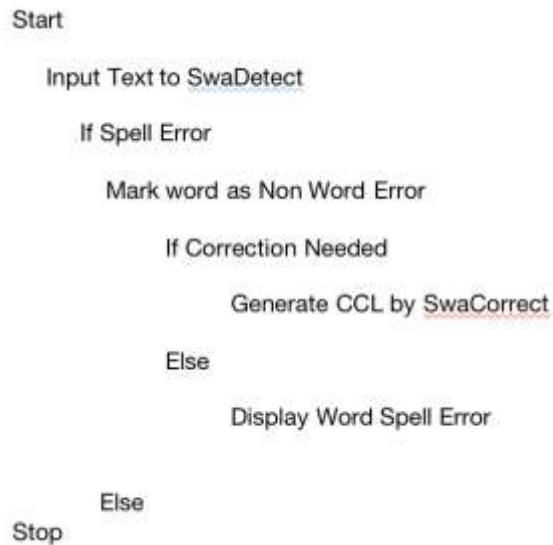 Start
Input Text to SwaDetect
If Spell Error
Mark word as Non Word Error
If Correction Needed
Generate CCL by SwaCorrect
Else
Display Word Spell Error
Else
Stop